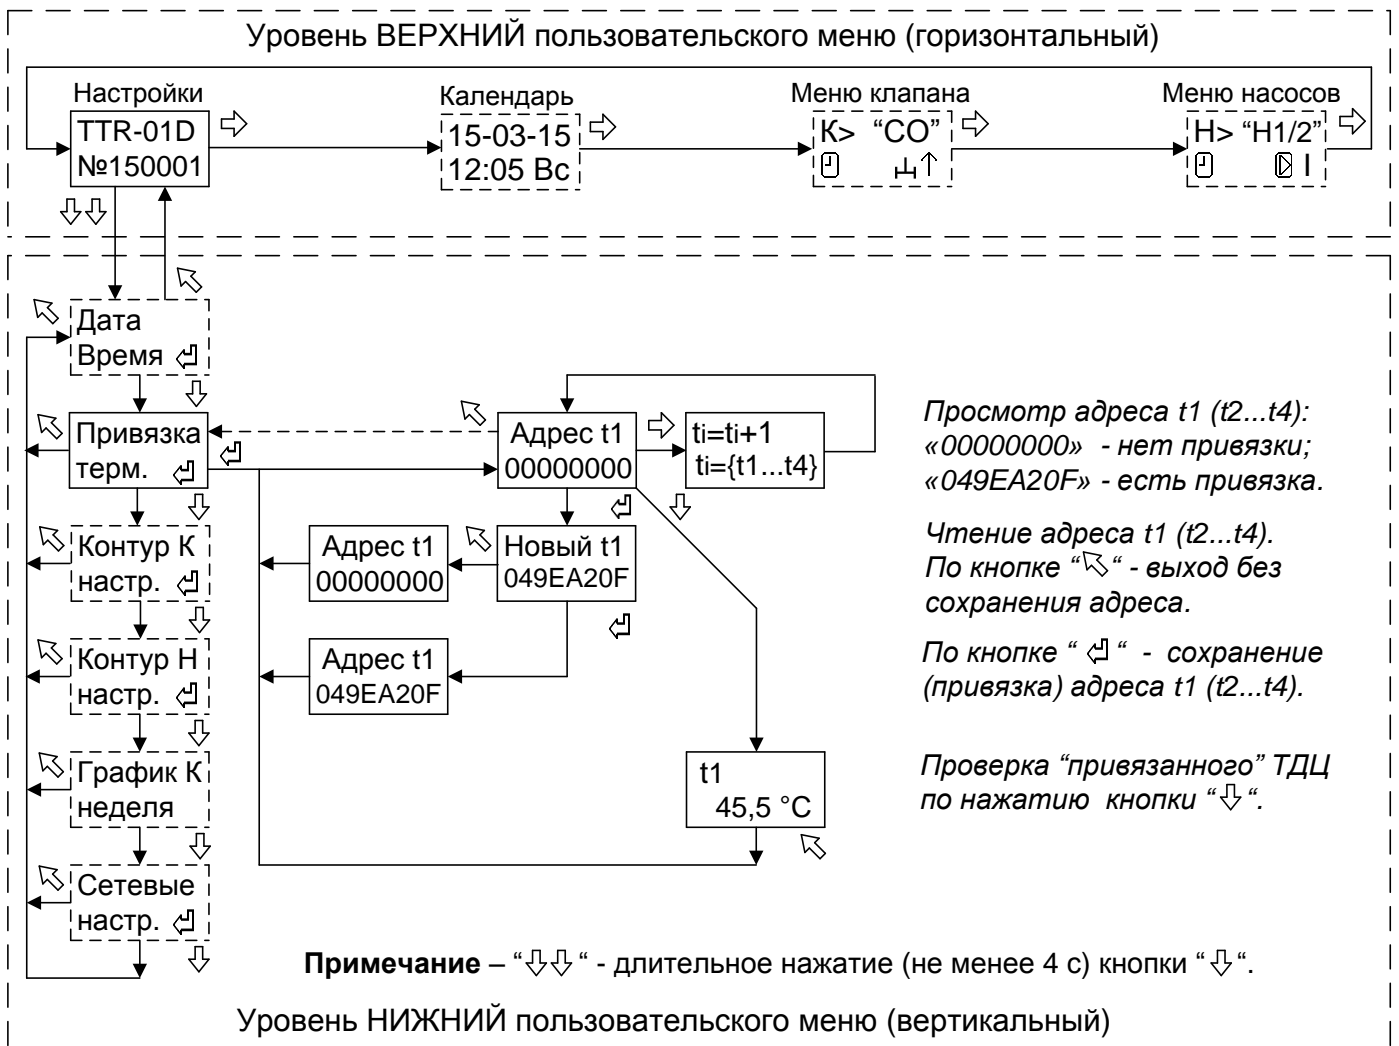 Уровень ВЕРХНИЙ пользовательского меню (горизонтальный)
Настройки
TTR-01D
№150001
Календарь
15-03-15
12:05 Вс
Меню клапана
К> "СО"
Меню насосов
Н> "Н1/2"
I
Дата
Время
Привязка
терм.
Контур К
настр.
Контур Н
настр.
График К
неделя
Сетевые
настр.
Адрес t1
00000000
ti=ti+1
ti={t1...t4}
Адрес t1
00000000
Новый t1
049EA20F
Адрес t1
049EA20F
t1
45,5 °C
Просмотр адреса t1 (t2...t4):
«00000000» - нет привязки;
«049EA20F» - есть привязка.
Чтение адреса t1 (t2...t4).
По кнопке “⇖“ - выход без
сохранения адреса.
По кнопке “ ⏎ “ - сохранение
(привязка) адреса t1 (t2...t4).
Проверка “привязанного” ТДЦ
по нажатию кнопки “⇩“.
Примечание – “⇩⇩“ - длительное нажатие (не менее 4 с) кнопки “⇩“.
Уровень НИЖНИЙ пользовательского меню (вертикальный)